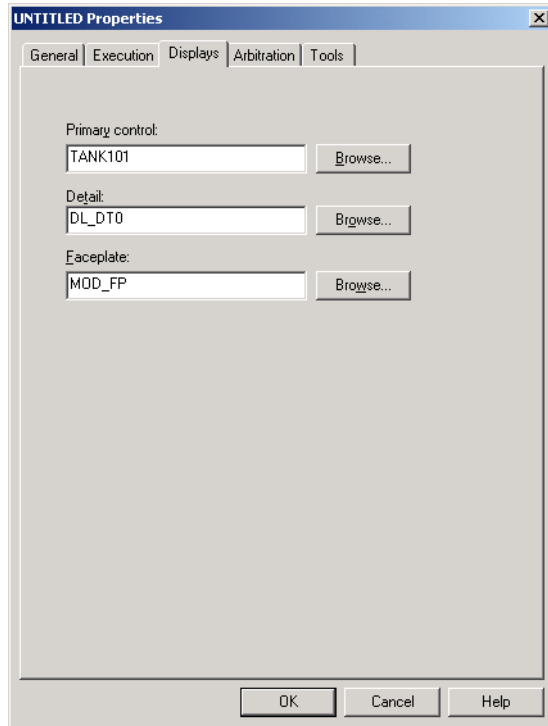 UNTITLED Properties
General Execution Displays Arbitration Tools
Primary control:
TANK101 Browse...
Detail:
DL_DT0 Browse...
Faceplate:
MOD_FP Browse...
OK Cancel Help